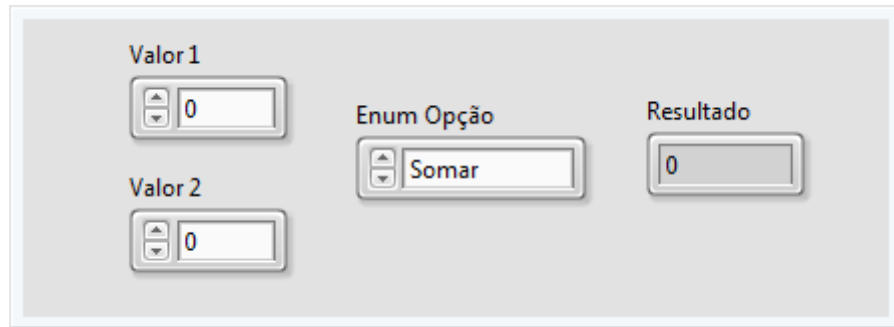 Valor 1
0
Valor 2
0
Enum Opção
Somar
Resultado
0